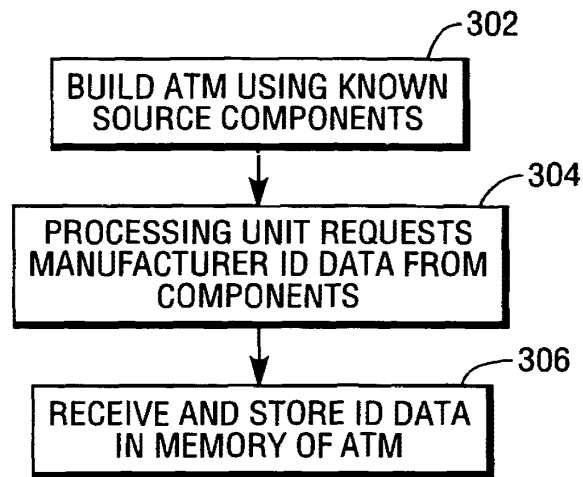 302
BUILD ATM USING KNOWN
SOURCE COMPONENTS
304
PROCESSING UNIT REQUESTS
MANUFACTURER ID DATA FROM
COMPONENTS
306
RECEIVE AND STORE ID DATA
IN MEMORY OF ATM